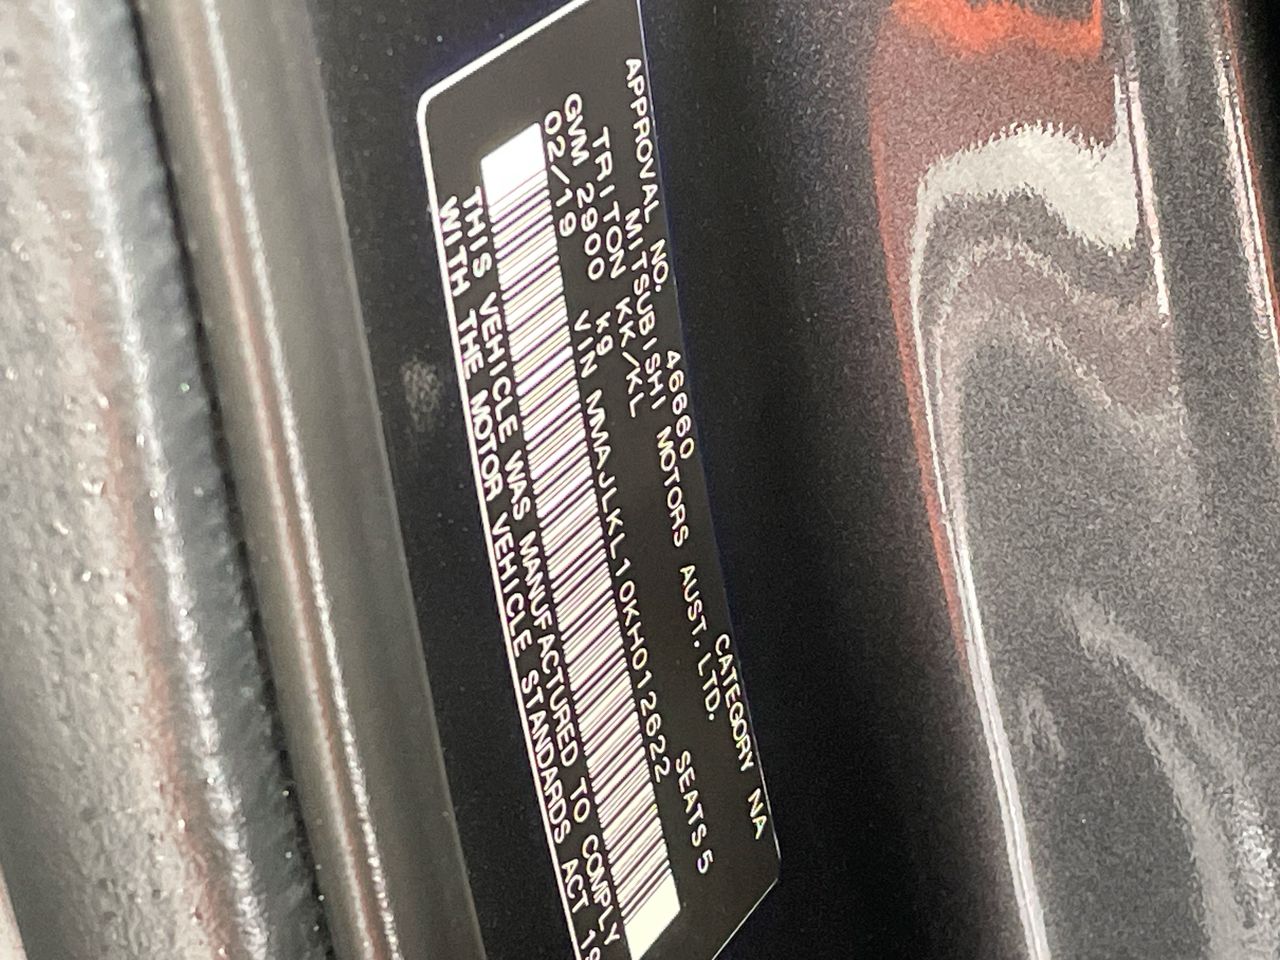 APPROVAL NO. 46660 CATEGORY NA
MITSUBISHI MOTORS AUST. LTD.
TRITON KK/KL SEATS 5
GVM 2900 Kg VIN MMAJLKL10KH012622
02/19
THIS VEHICLE WAS MANUFACTURED TO COMPLY
WITH THE MOTOR VEHICLE STANDARDS ACT